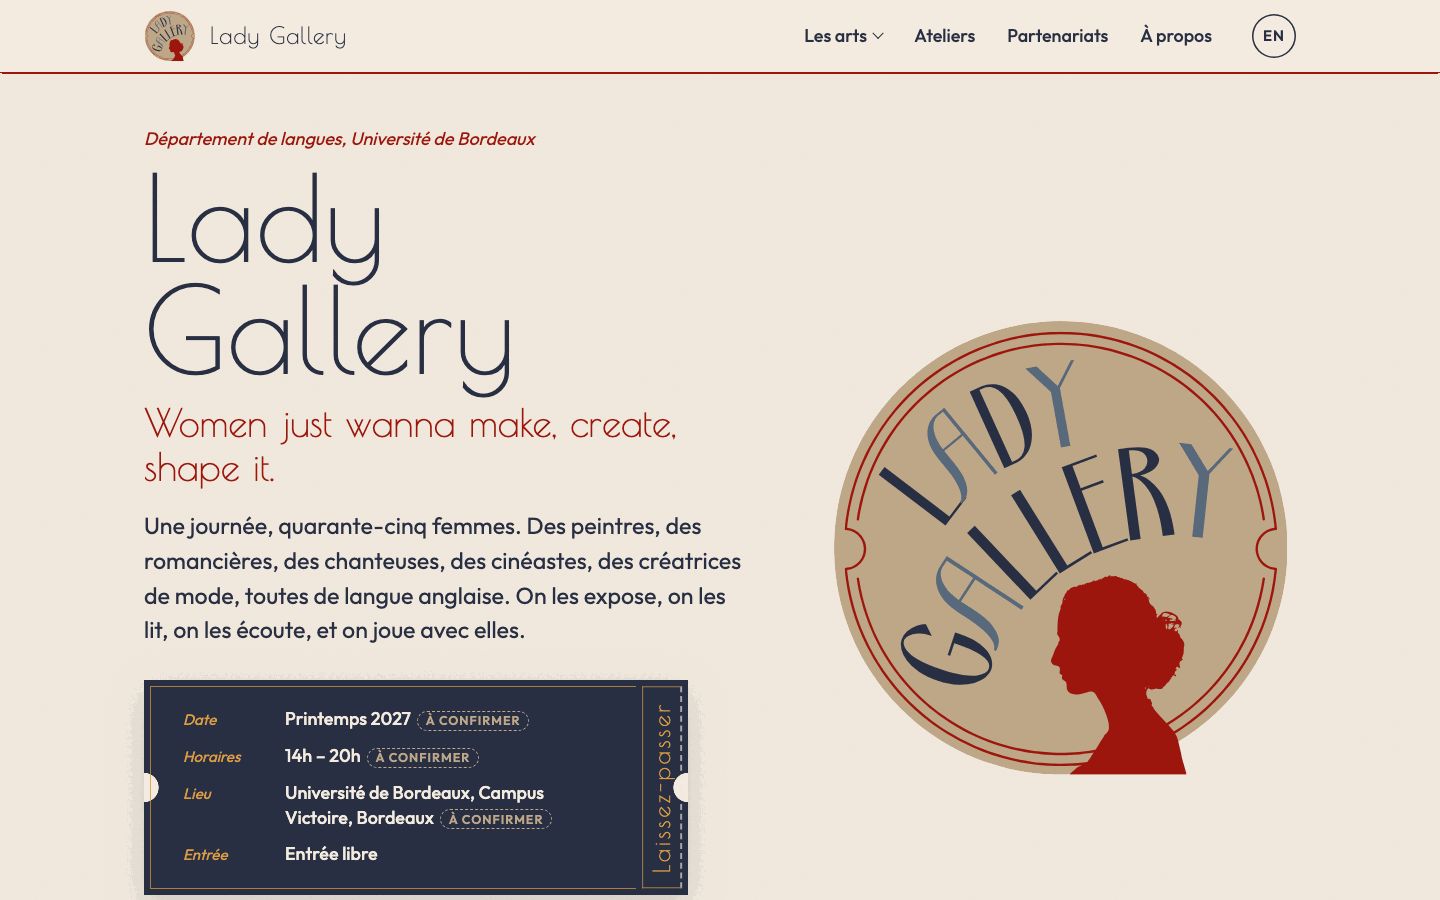 LADY GALLERY
Lady Gallery
Les arts
Ateliers
Partenariats
À propos
EN
Département de langues, Université de Bordeaux
Lady
Gallery
Women just wanna make, create,
shape it.
Une journée, quarante-cinq femmes. Des peintres, des
romancières, des chanteuses, des cinéastes, des créatrices
de mode, toutes de langue anglaise. On les expose, on les
lit, on les écoute, et on joue avec elles.
Date
Printemps 2027 À CONFIRMER
Horaires
14h – 20h À CONFIRMER
Lieu
Université de Bordeaux, Campus
Victoire, Bordeaux À CONFIRMER
Entrée
Entrée libre
Laissez-passer
LADY
GALLERY